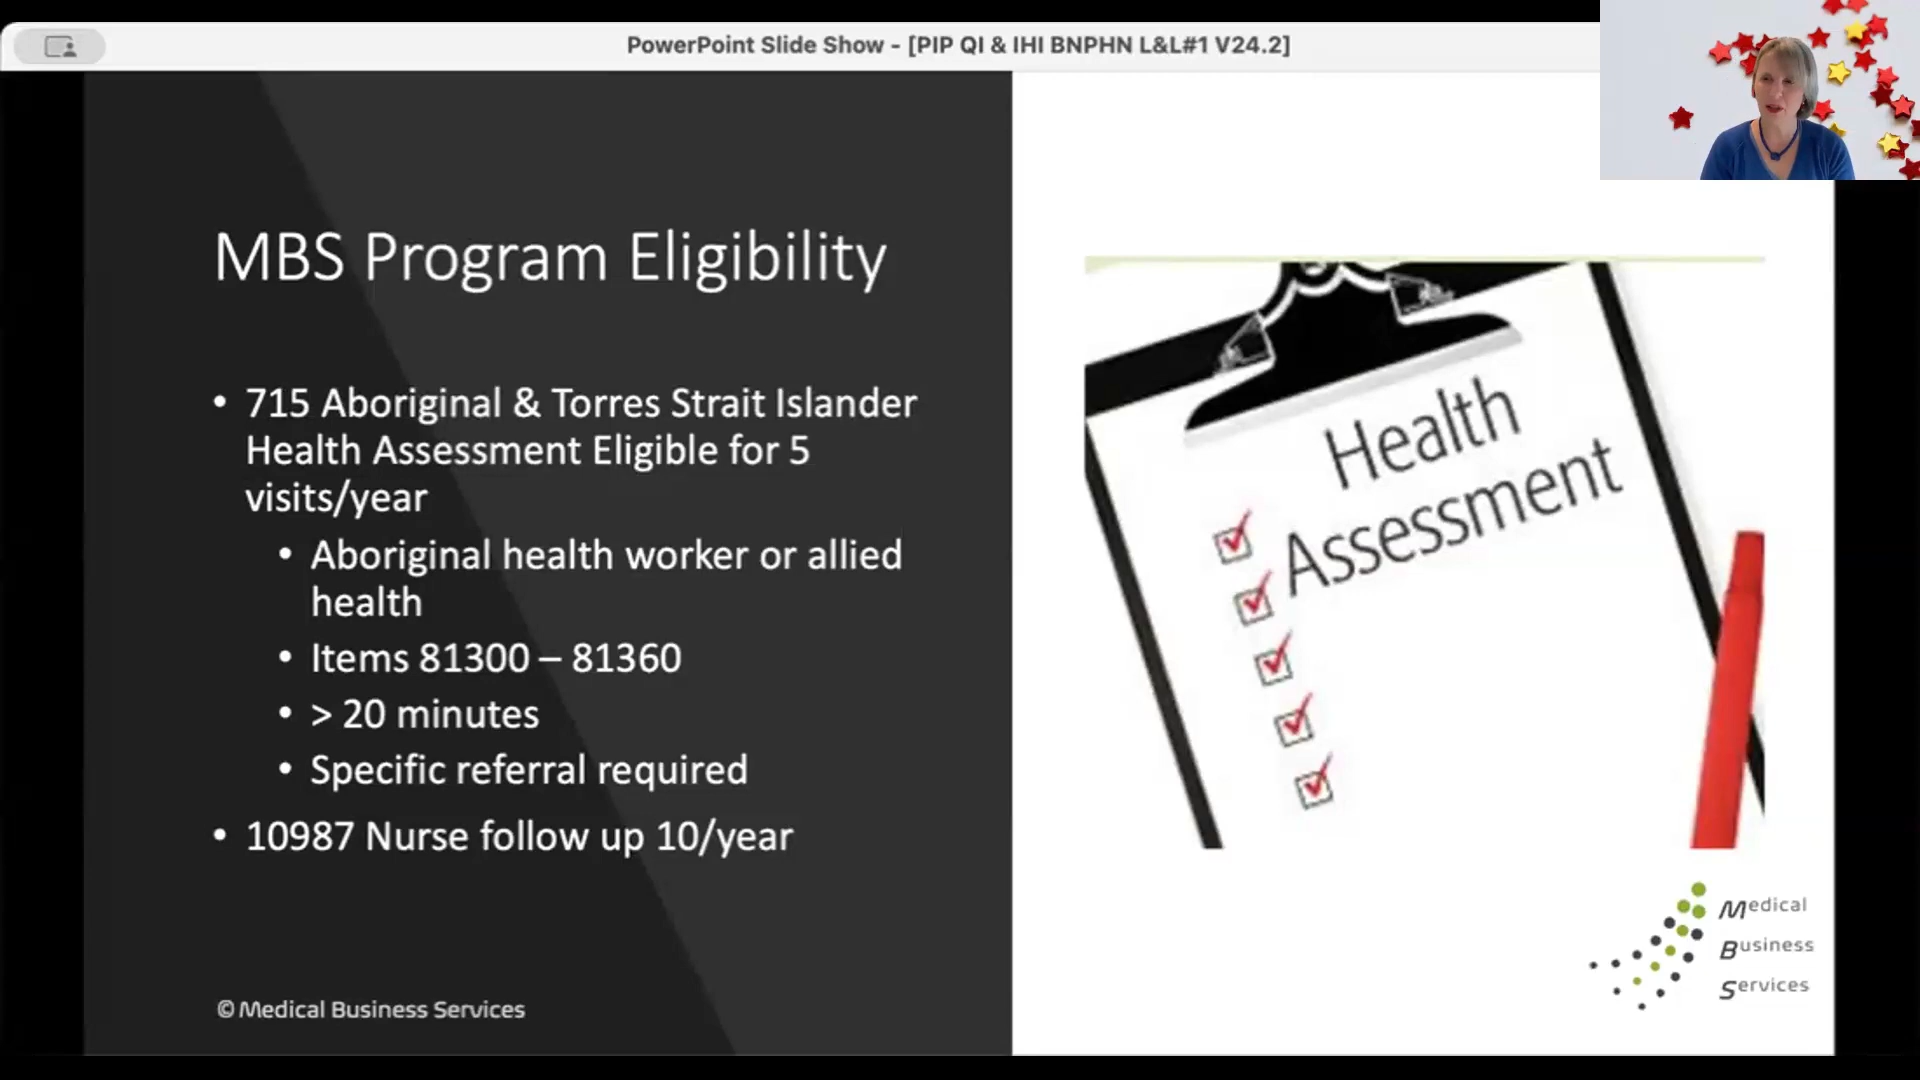 PowerPoint Slide Show - [PIP QI & IHI BNPHN L&L#1 V24.2]
MBS Program Eligibility
• 715 Aboriginal & Torres Strait Islander
Health Assessment Eligible for 5
visits/year
• Aboriginal health worker or allied
health
• Items 81300 – 81360
• > 20 minutes
• Specific referral required
• 10987 Nurse follow up 10/year
© Medical Business Services
Health
Assessment
Medical
Business
Services